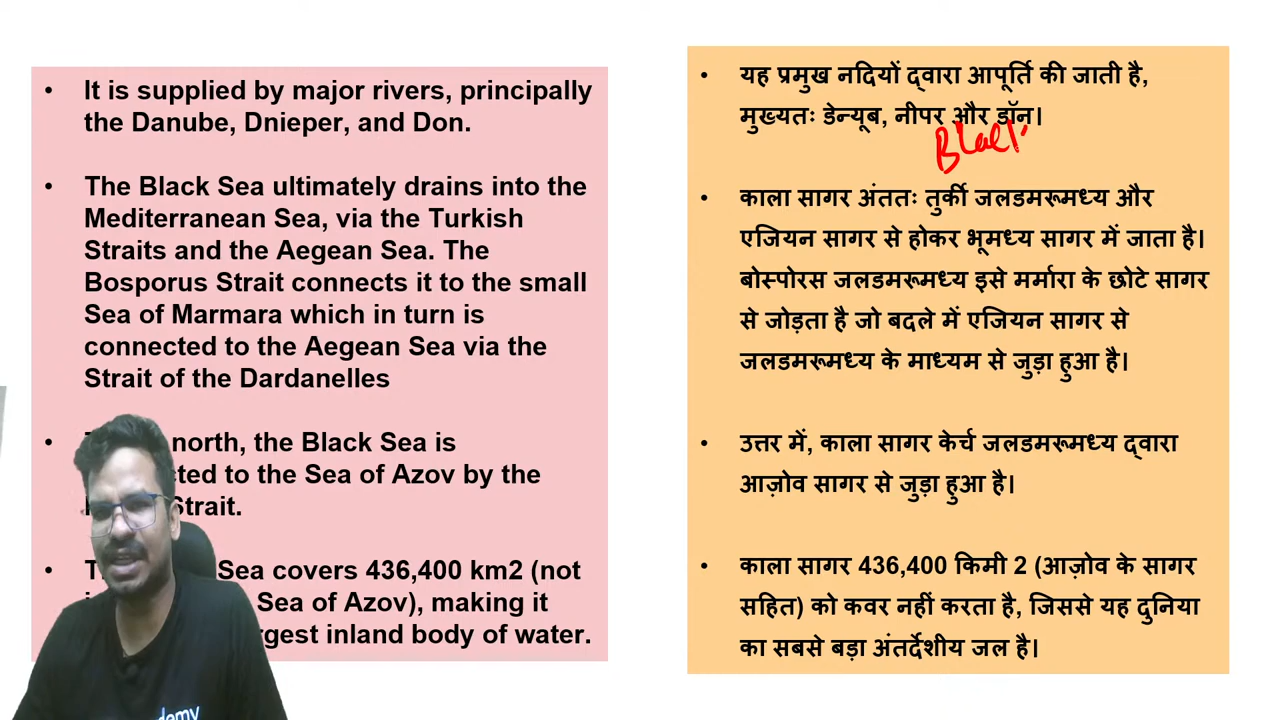 It is supplied by major rivers, principally
the Danube, Dnieper, and Don.
The Black Sea ultimately drains into the
Mediterranean Sea, via the Turkish
Straits and the Aegean Sea. The
Bosporus Strait connects it to the small
Sea of Marmara which in turn is
connected to the Aegean Sea via the
Strait of the Dardanelles
north, the Black Sea is
cted to the Sea of Azov by the
Strait.
Sea covers 436,400 km2 (not
Sea of Azov), making it
rgest inland body of water.
यह प्रमुख नदियों द्वारा आपूर्ति की जाती है,
मुख्यतः डेन्यूब, नीपर और डॉन।
काला सागर अंततः तुर्की जलडमरूमध्य और
एजियन सागर से होकर भूमध्य सागर में जाता है।
बोस्पोरस जलडमरूमध्य इसे मर्मारा के छोटे सागर
से जोड़ता है जो बदले में एजियन सागर से
जलडमरूमध्य के माध्यम से जुड़ा हुआ है।
उत्तर में, काला सागर केर्च जलडमरूमध्य द्वारा
आज़ोव सागर से जुड़ा हुआ है।
काला सागर 436,400 किमी 2 (आज़ोव के सागर
सहित) को कवर नहीं करता है, जिससे यह दुनिया
का सबसे बड़ा अंतर्देशीय जल है।